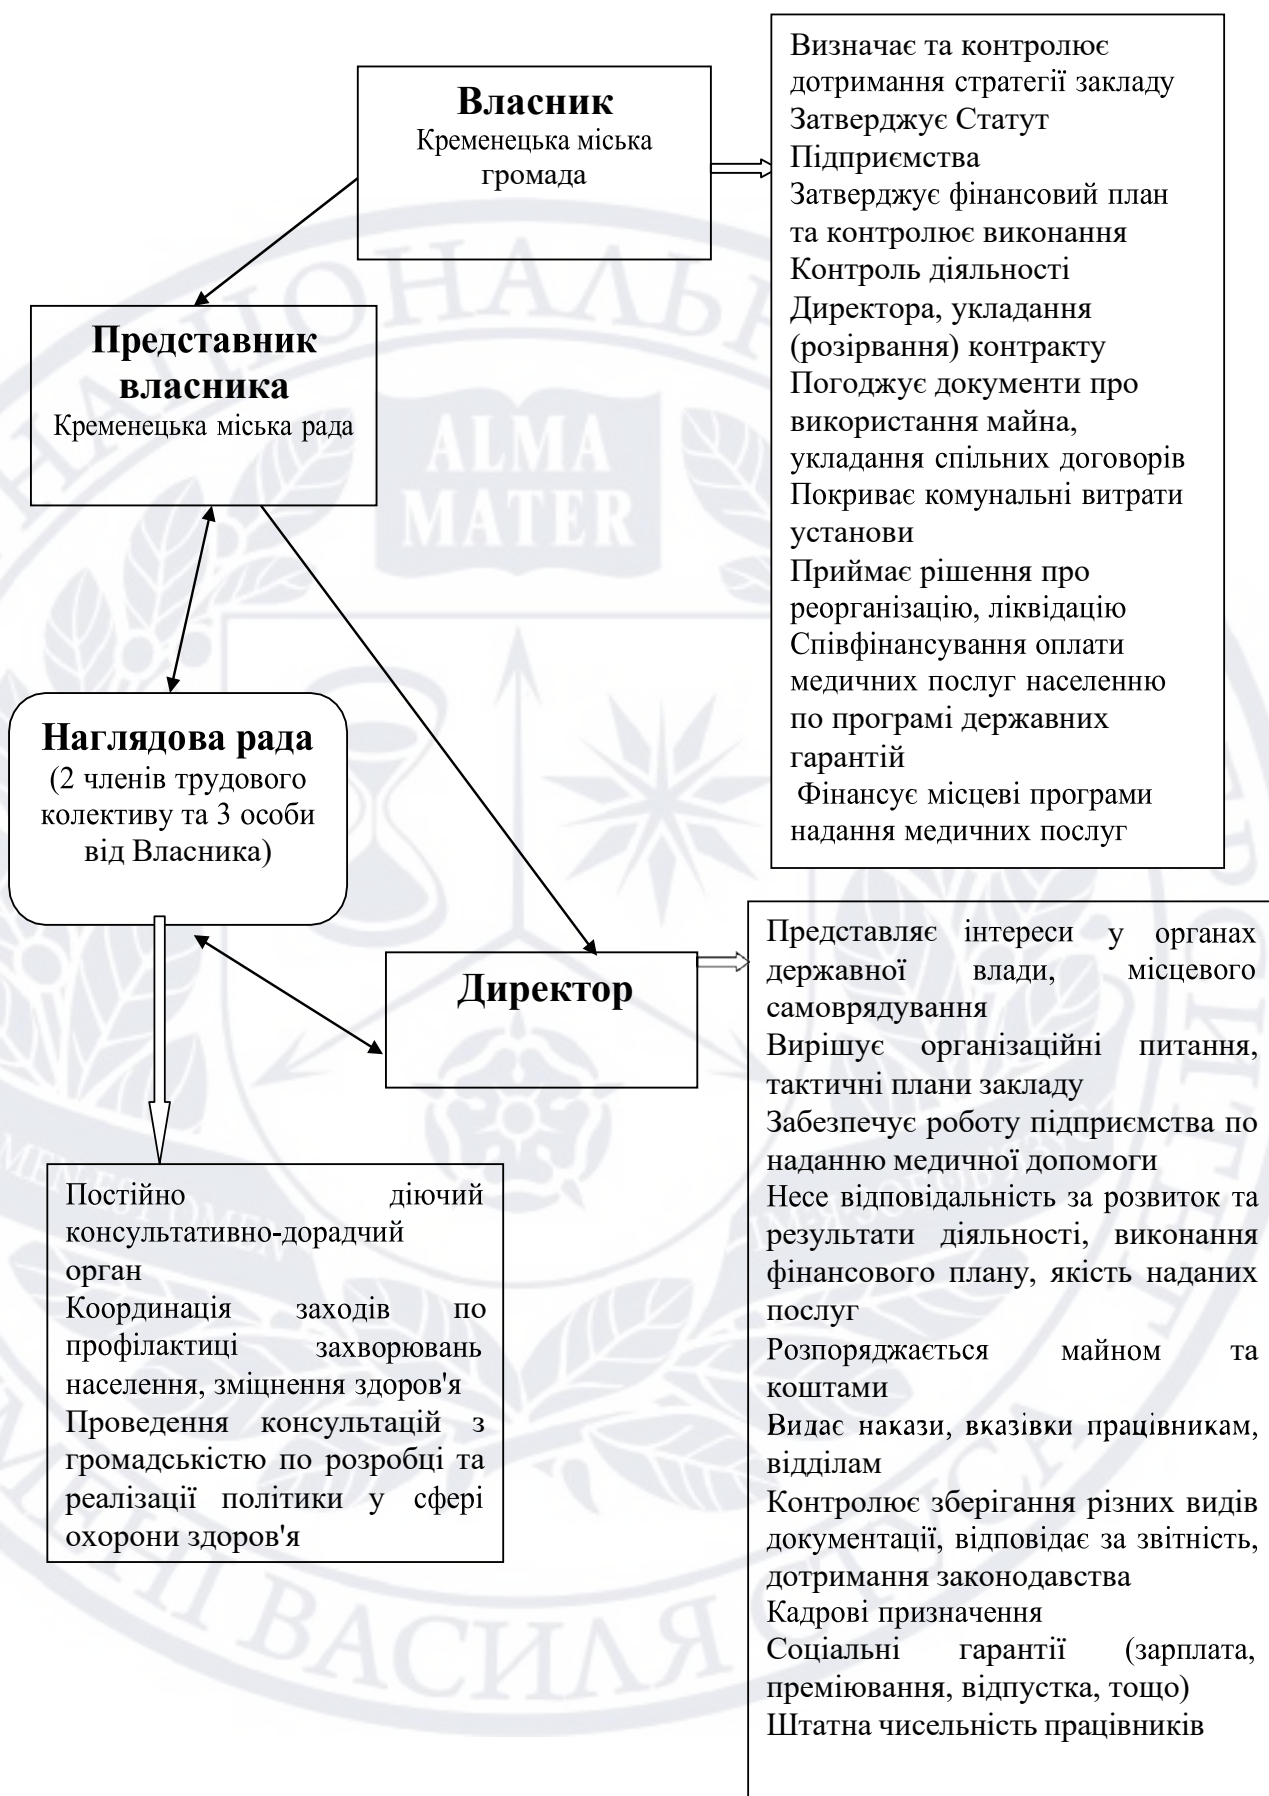 Власник
Кременецька міська
громада
Визначає та контролює
дотримання стратегії закладу
Затверджує Статут
Підприємства
Затверджує фінансовий план
та контролює виконання
Контроль діяльності
Директора, укладання
(розірвання) контракту
Погоджує документи про
використання майна,
укладання спільних договорів
Покриває комунальні витрати
установи
Приймає рішення про
реорганізацію, ліквідацію
Співфінансування оплати
медичних послуг населенню
по програмі державних
гарантій
Фінансує місцеві програми
надання медичних послуг
Представник
власника
Кременецька міська рада
ALMA
MATER
Наглядова рада
(2 членів трудового
колективу та 3 особи
від Власника)
Директор
Представляє інтереси у органах
державної влади, місцевого
самоврядування
Вирішує організаційні питання,
тактичні плани закладу
Забезпечує роботу підприємства по
наданню медичної допомоги
Несе відповідальність за розвиток та
результати діяльності, виконання
фінансового плану, якість наданих
послуг
Розпоряджається майном та
коштами
Видає накази, вказівки працівникам,
відділам
Контролює зберігання різних видів
документації, відповідає за звітність,
дотримання законодавства
Кадрові призначення
Соціальні гарантії (зарплата,
преміювання, відпустка, тощо)
Штатна чисельність працівників
Постійно діючий
консультативно-дорадчий
орган
Координація заходів по
профілактиці захворювань
населення, зміцнення здоров'я
Проведення консультацій з
громадськістю по розробці та
реалізації політики у сфері
охорони здоров'я
ВАСИЛЯ СТУСА